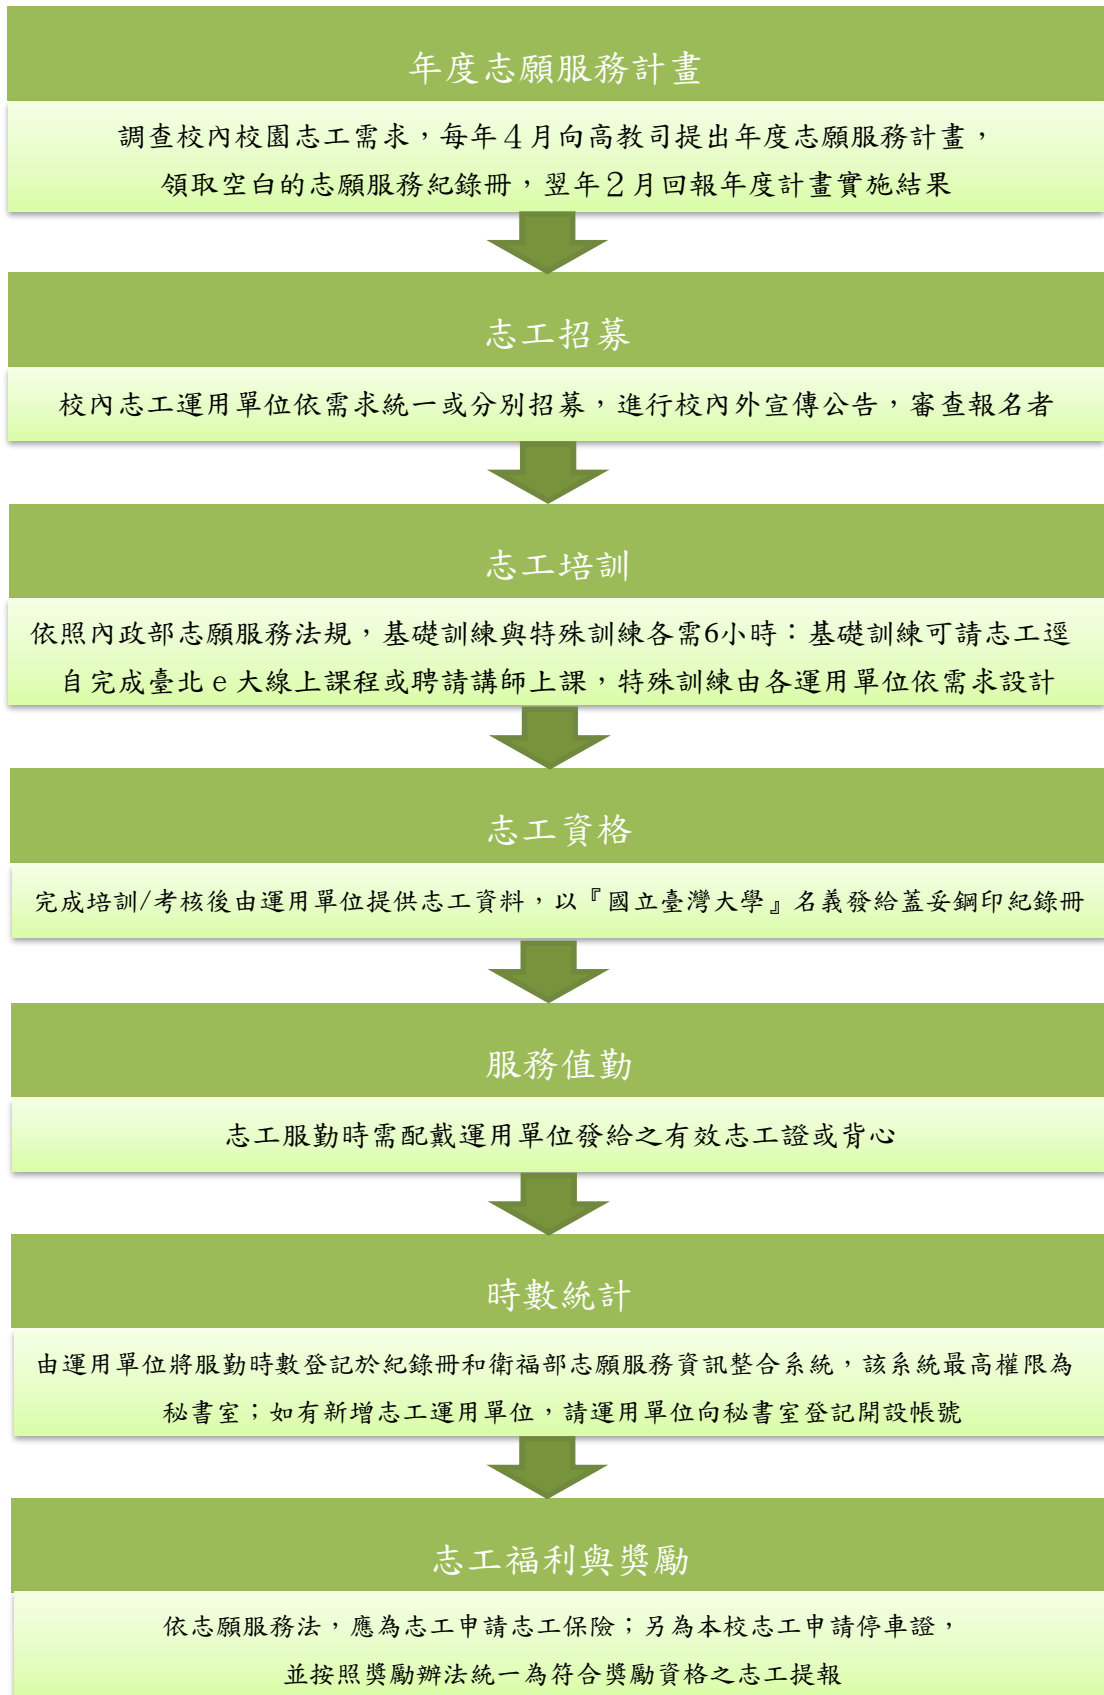 年度志願服務計畫
調查校內校園志工需求，每年４月向高教司提出年度志願服務計畫，
領取空白的志願服務紀錄冊，翌年２月回報年度計畫實施結果
志工招募
校內志工運用單位依需求統一或分別招募，進行校內外宣傳公告，審查報名者
志工培訓
依照內政部志願服務法規，基礎訓練與特殊訓練各需6小時：基礎訓練可請志工逕
自完成臺北ｅ大線上課程或聘請講師上課，特殊訓練由各運用單位依需求設計
志工資格
完成培訓/考核後由運用單位提供志工資料，以『國立臺灣大學』名義發給蓋妥鋼印紀錄冊
服務值勤
志工服勤時需配戴運用單位發給之有效志工證或背心
時數統計
由運用單位將服勤時數登記於紀錄冊和衛福部志願服務資訊整合系統，該系統最高權限為
秘書室；如有新增志工運用單位，請運用單位向秘書室登記開設帳號
志工福利與獎勵
依志願服務法，應為志工申請志工保險；另為本校志工申請停車證，
並按照獎勵辦法統一為符合獎勵資格之志工提報